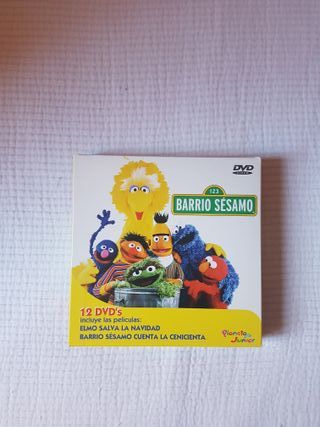 DVD
VIDEO
123
BARRIO SÉSAMO
12 DVD's
incluye las películas:
ELMO SALVA LA NAVIDAD
BARRIO SÉSAMO CUENTA LA CENICIENTA
Planeta
Junior